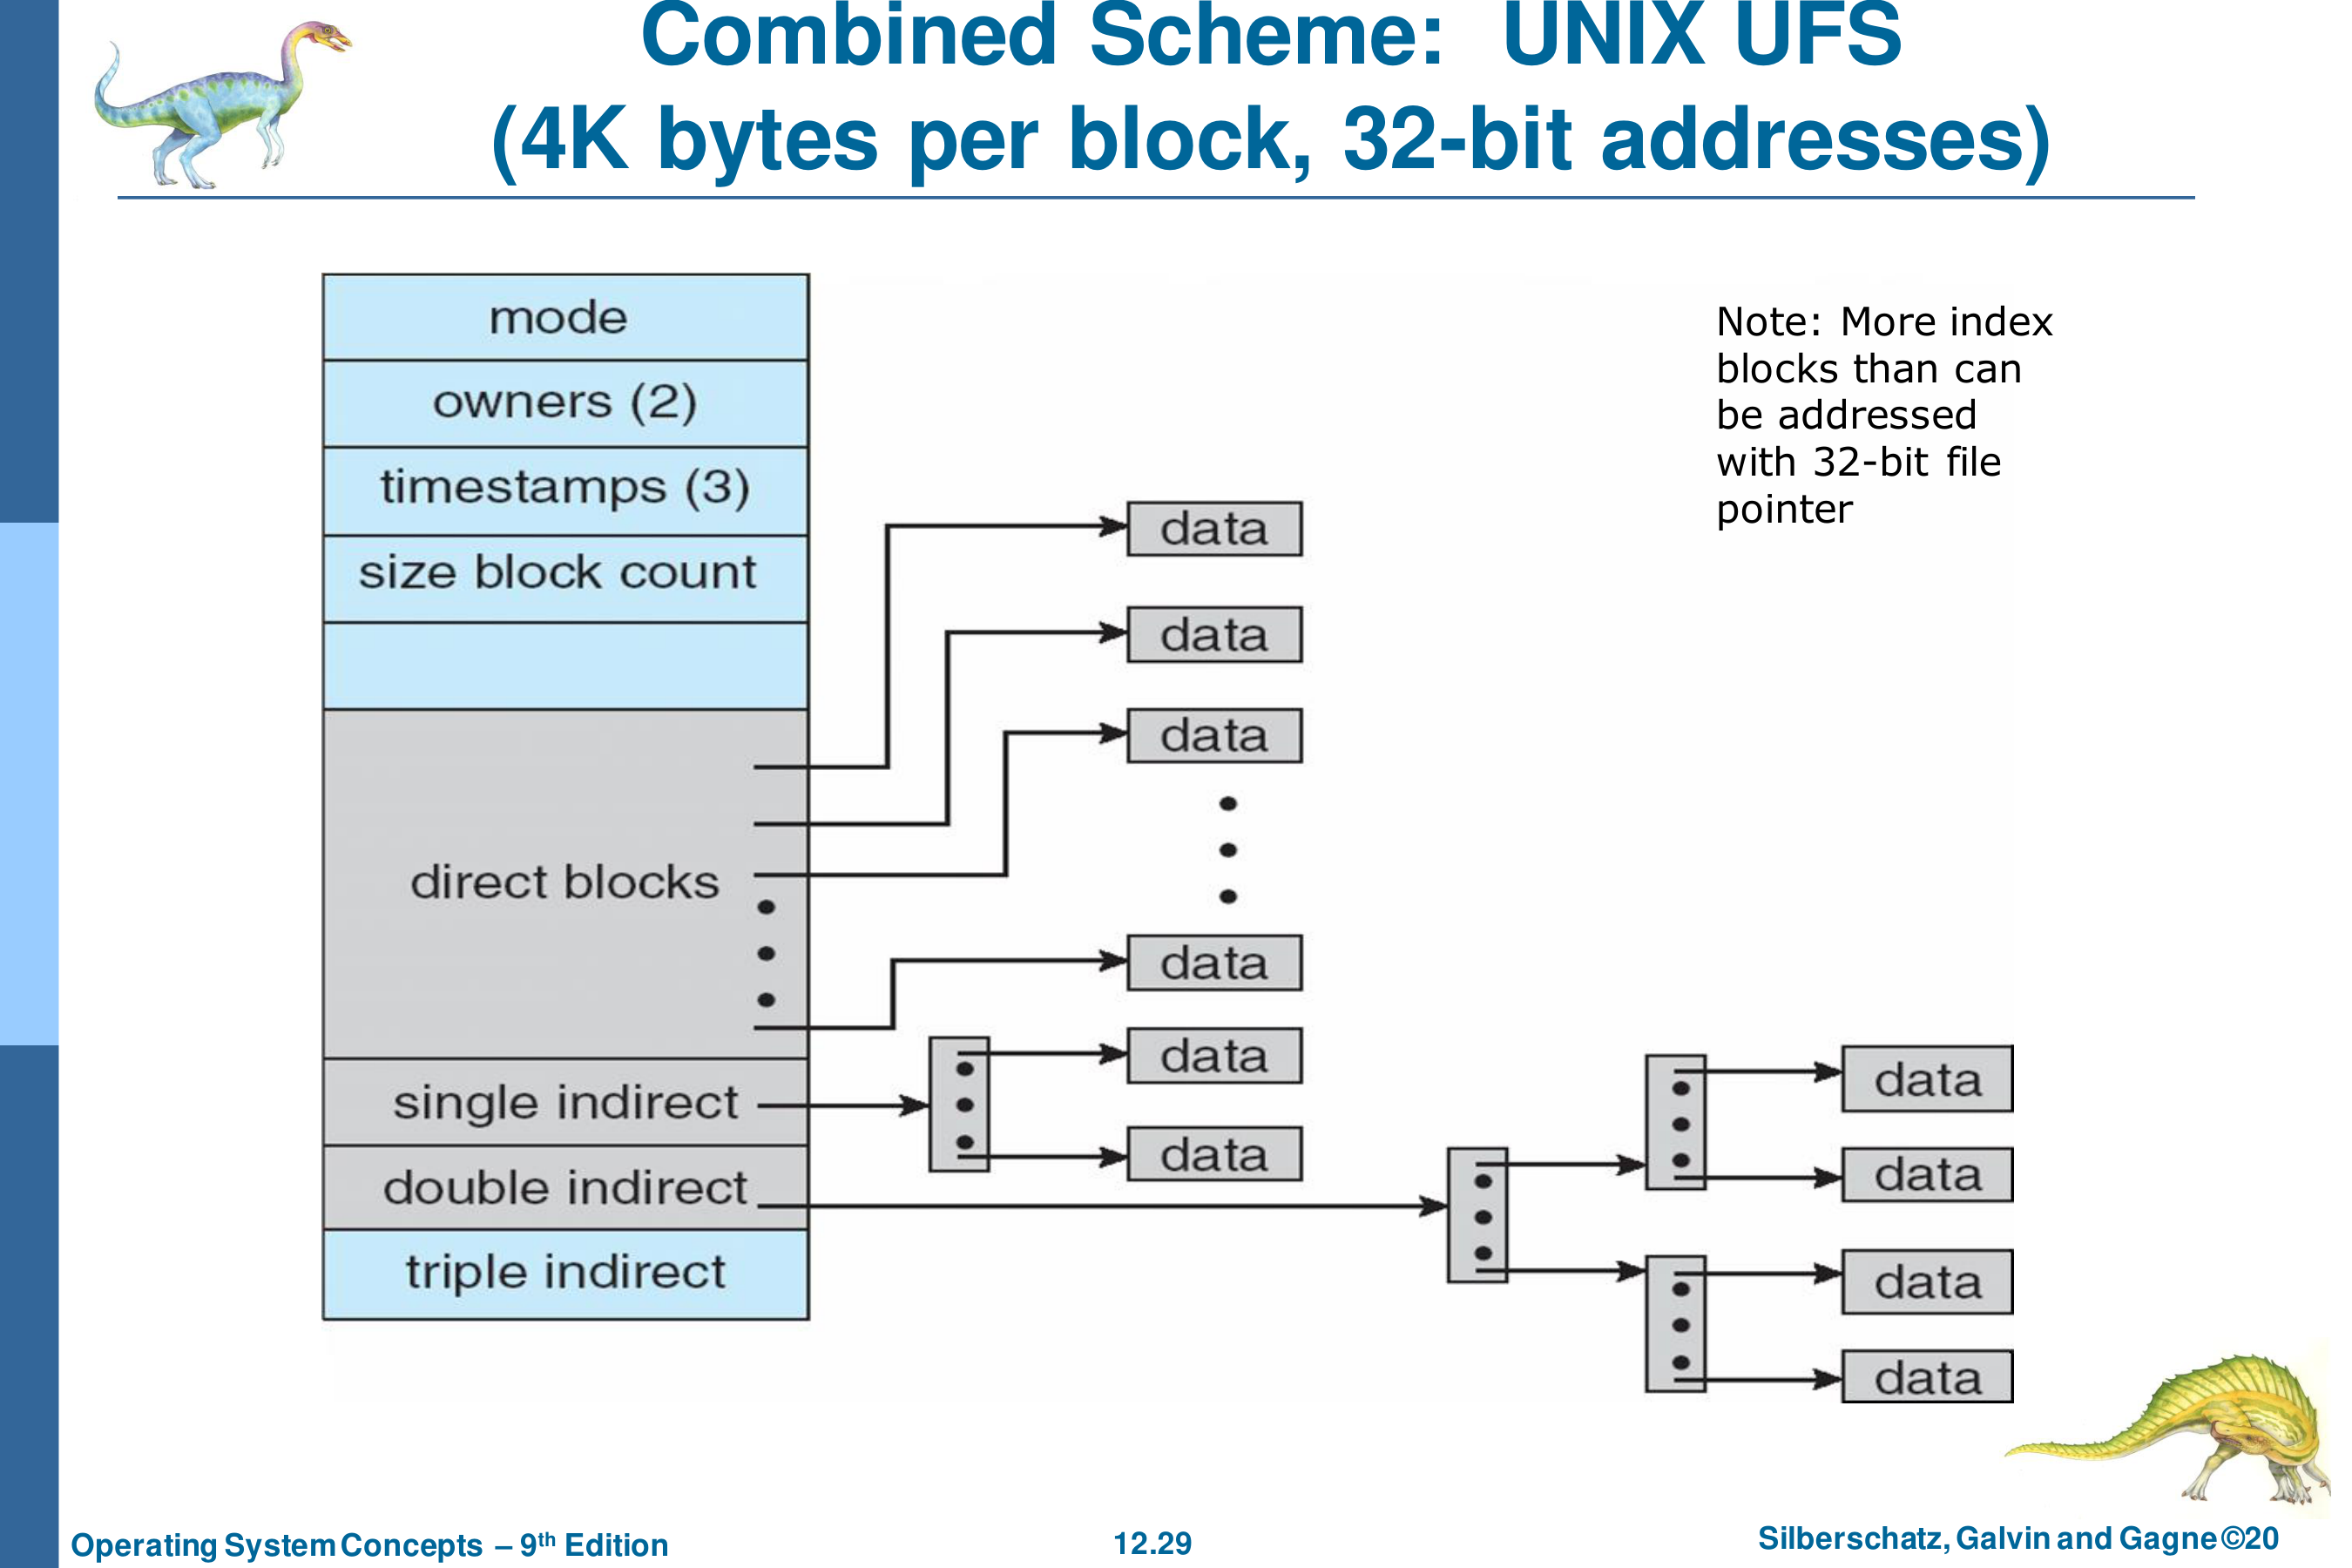 Combined Scheme: UNIX UFS
(4K bytes per block, 32-bit addresses)
mode
owners (2)
timestamps (3)
size block count
direct blocks
single indirect
double indirect
triple indirect
data
data
data
data
data
data
data
data
data
data
Note: More index
blocks than can
be addressed
with 32-bit file
pointer
Operating System Concepts – 9th Edition
12.29
Silberschatz, Galvin and Gagne ©20